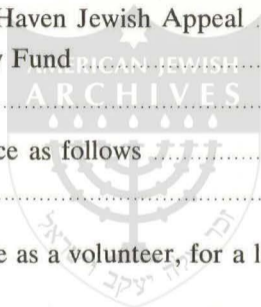 Haven Jewish Appeal
Fund
AMERICAN JEWISH
ARCHIVES
ce as follows
e as a volunteer, for a l